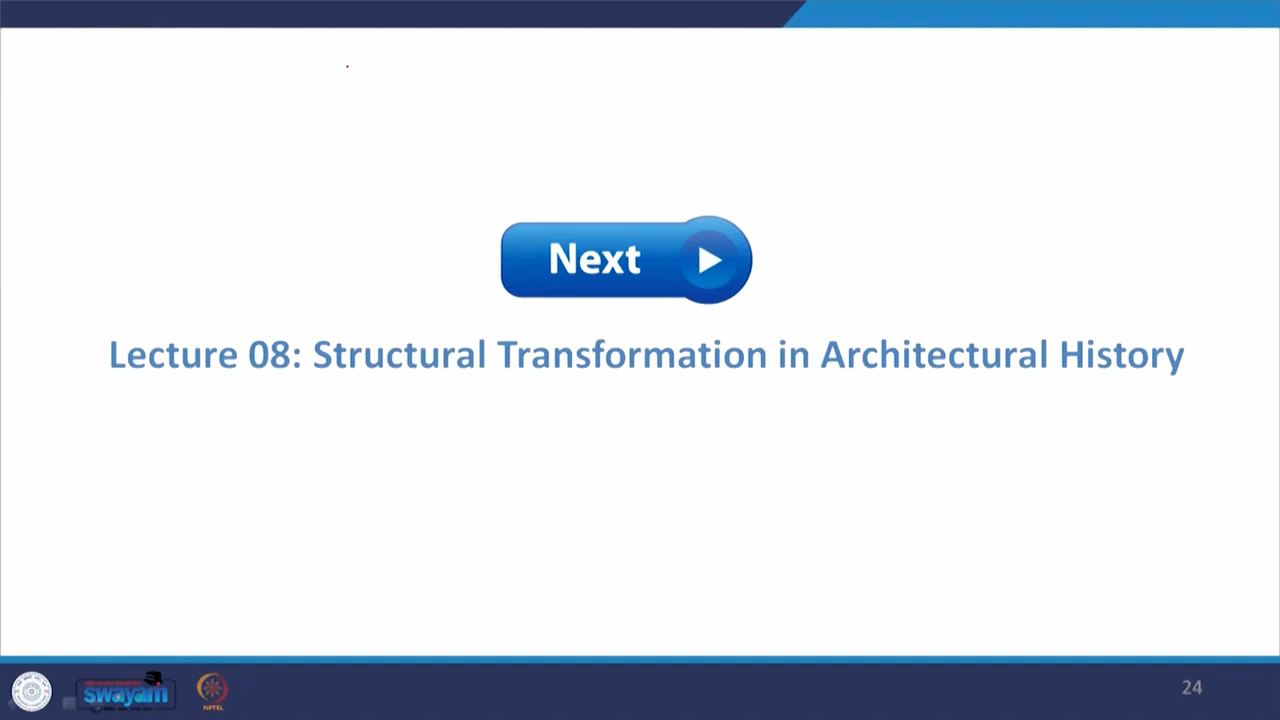 Next
Lecture 08: Structural Transformation in Architectural History
swayam
NPTEL
24